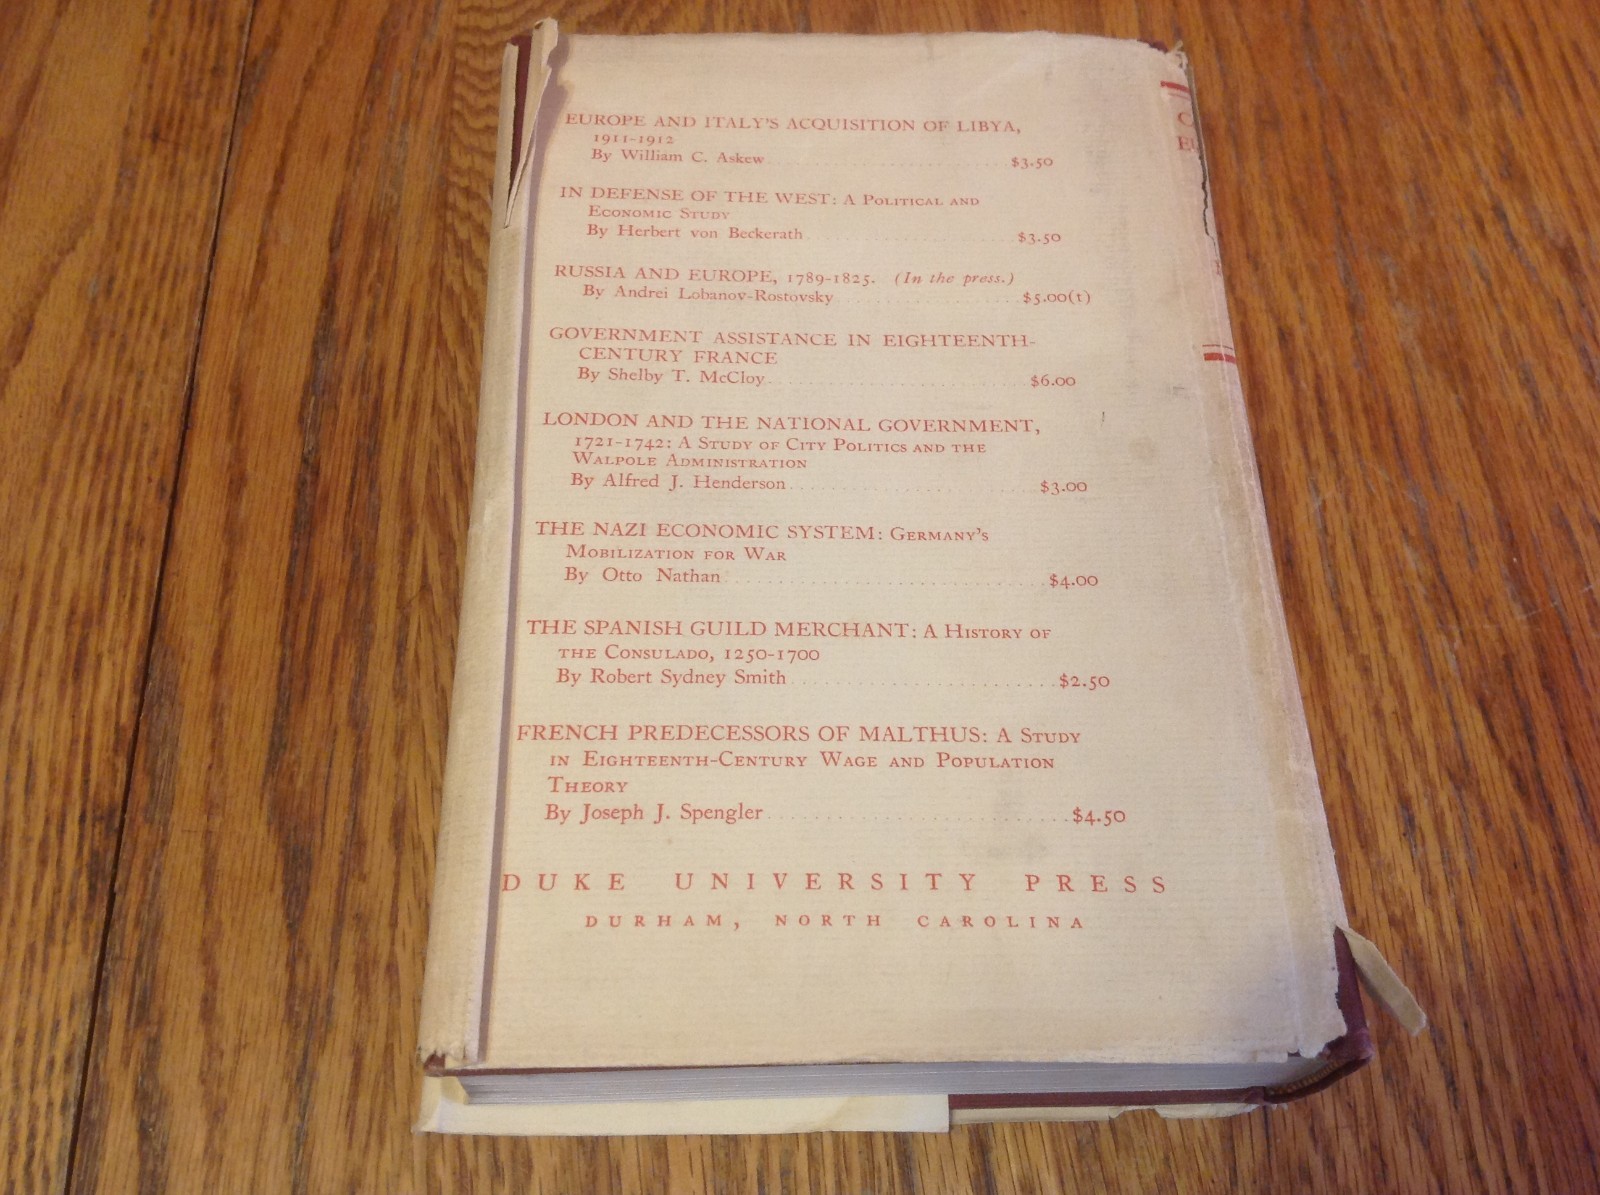 EUROPE AND ITALY'S ACQUISITION OF LIBYA,
1911-1912
By William C. Askew $3.50
IN DEFENSE OF THE WEST: A Political and
Economic Study
By Herbert von Beckerath $3.50
RUSSIA AND EUROPE, 1789-1825. (In the press.)
By Andrei Lobanov-Rostovsky $5.00(t)
GOVERNMENT ASSISTANCE IN EIGHTEENTH-
CENTURY FRANCE
By Shelby T. McCloy $6.00
LONDON AND THE NATIONAL GOVERNMENT,
1721-1742: A Study of City Politics and the
Walpole Administration
By Alfred J. Henderson $3.00
THE NAZI ECONOMIC SYSTEM: Germany's
Mobilization for War
By Otto Nathan $4.00
THE SPANISH GUILD MERCHANT: A History of
the Consulado, 1250-1700
By Robert Sydney Smith $2.50
FRENCH PREDECESSORS OF MALTHUS: A Study
in Eighteenth-Century Wage and Population
Theory
By Joseph J. Spengler $4.50
DUKE UNIVERSITY PRESS
DURHAM, NORTH CAROLINA